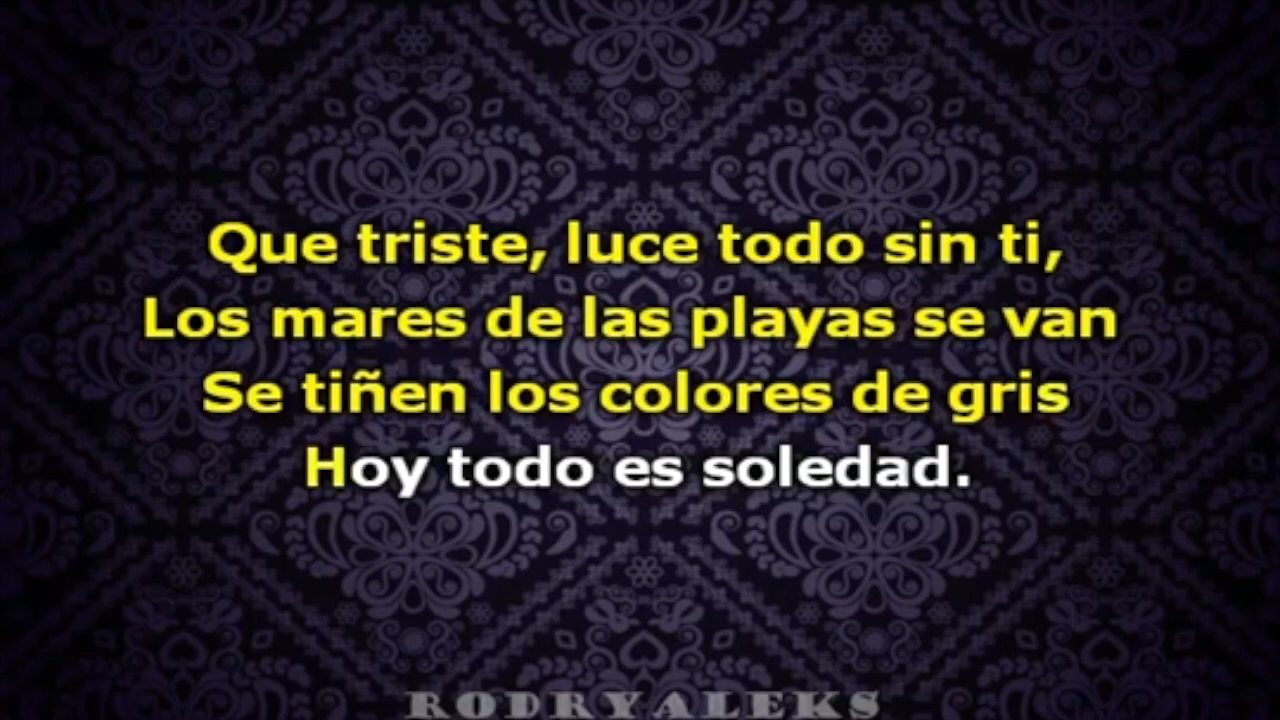 Que triste, luce todo sin ti,
Los mares de las playas se van
Se tiñen los colores de gris
Hoy todo es soledad.
RODRYALEKS